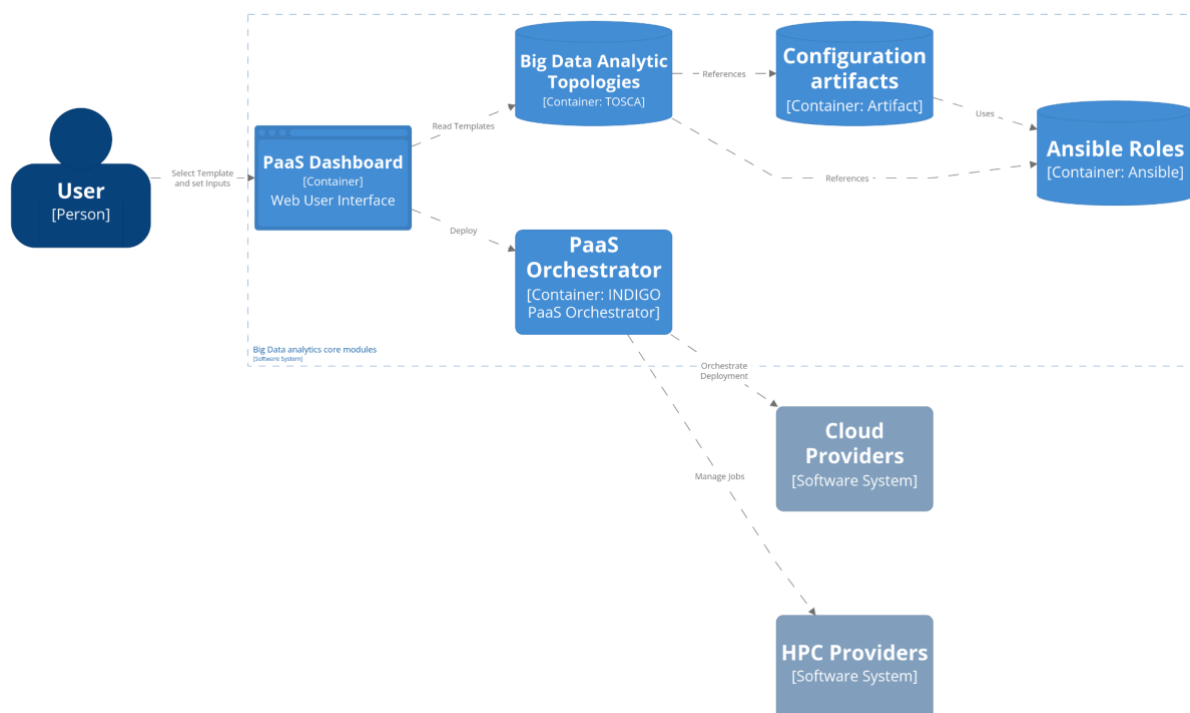 User
[Person]
Select Template
and set Inputs
PaaS Dashboard
[Container]
Web User Interface
Read Templates
Deploy
Big Data Analytic
Topologies
[Container: TOSCA]
References
Configuration
artifacts
[Container: Artifact]
Uses
References
Ansible Roles
[Container: Ansible]
PaaS
Orchestrator
[Container: INDIGO
PaaS Orchestrator]
Big Data analytics core modules
[Software System]
Orchestrate
Deployment
Manage Jobs
Cloud
Providers
[Software System]
HPC Providers
[Software System]